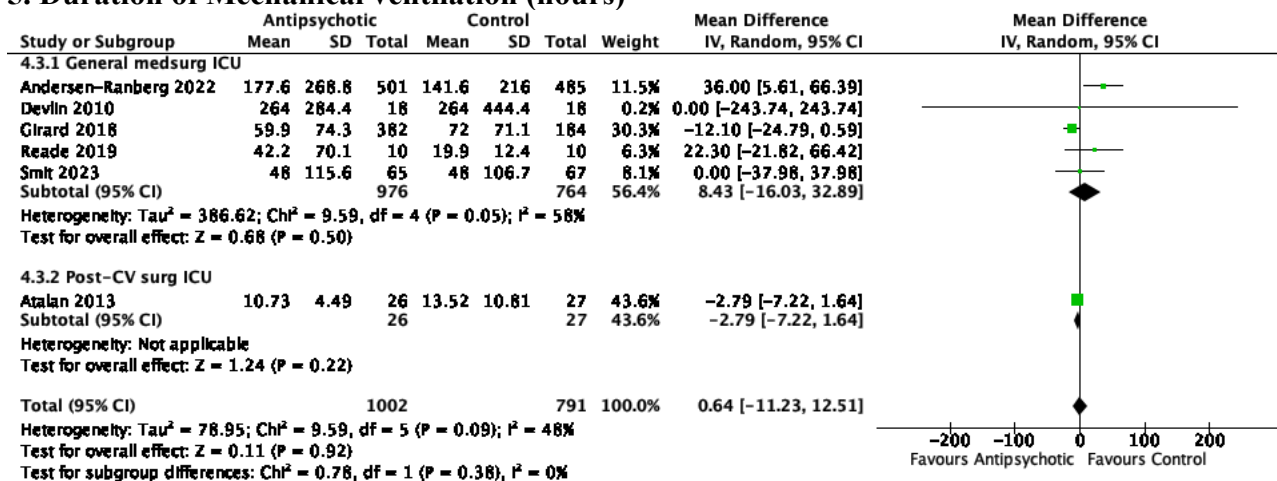 3. Duration of Mechanical ventilation (hours)
Antipsychotic Control Mean Difference Mean Difference
Study or Subgroup Mean SD Total Mean SD Total Weight IV, Random, 95% CI IV, Random, 95% CI
4.3.1 General medsurg ICU
Andersen-Ranberg 2022 177.6 268.8 501 141.6 216 485 11.5% 36.00 [5.61, 66.39]
Devlin 2010 264 284.4 18 264 444.4 18 0.2% 0.00 [-243.74, 243.74]
Girard 2018 59.9 74.3 382 72 71.1 184 30.3% -12.10 [-24.79, 0.59]
Reade 2019 42.2 70.1 10 19.9 12.4 10 6.3% 22.30 [-21.82, 66.42]
Smit 2023 48 115.6 65 48 106.7 67 8.1% 0.00 [-37.98, 37.98]
Subtotal (95% CI) 976 764 56.4% 8.43 [-16.03, 32.89]
Heterogeneity: Tau² = 386.62; Chi² = 9.59, df = 4 (P = 0.05); I² = 58%
Test for overall effect: Z = 0.68 (P = 0.50)
4.3.2 Post-CV surg ICU
Atalan 2013 10.73 4.49 26 13.52 10.81 27 43.6% -2.79 [-7.22, 1.64]
Subtotal (95% CI) 26 27 43.6% -2.79 [-7.22, 1.64]
Heterogeneity: Not applicable
Test for overall effect: Z = 1.24 (P = 0.22)
Total (95% CI) 1002 791 100.0% 0.64 [-11.23, 12.51]
Heterogeneity: Tau² = 78.95; Chi² = 9.59, df = 5 (P = 0.09); I² = 48%
Test for overall effect: Z = 0.11 (P = 0.92)
Test for subgroup differences: Chi² = 0.78, df = 1 (P = 0.38), I² = 0%
-200 -100 0 100 200
Favours Antipsychotic Favours Control